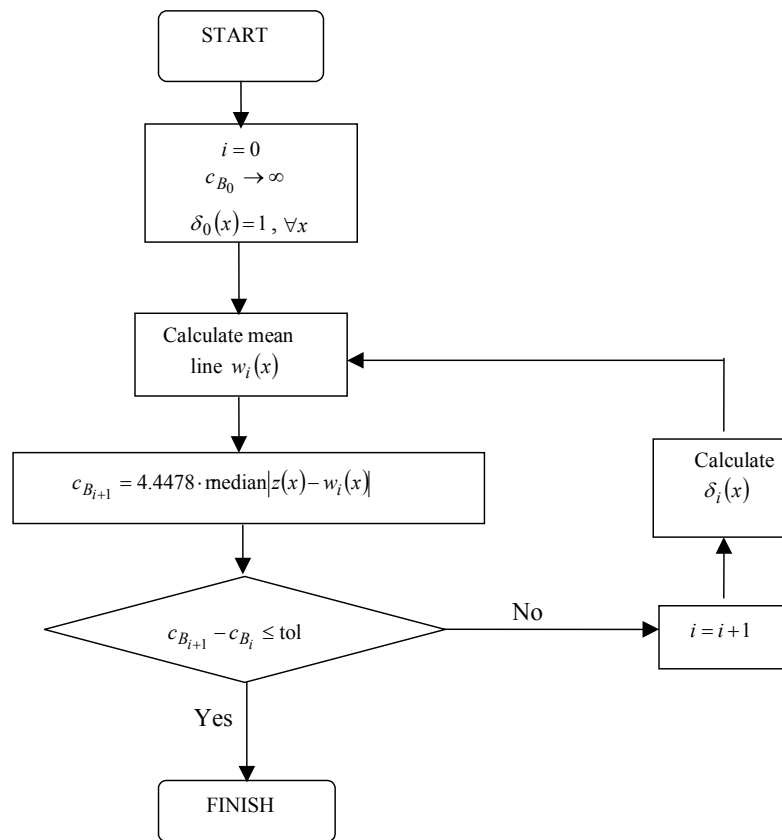 START
i = 0
c_{B_0} → ∞
δ_0(x) = 1 , ∀x
Calculate mean
line w_i(x)
c_{B_{i+1}} = 4.4478 · median|z(x) − w_i(x)|
Calculate
δ_i(x)
c_{B_{i+1}} − c_{B_i} ≤ tol
No
i = i + 1
Yes
FINISH